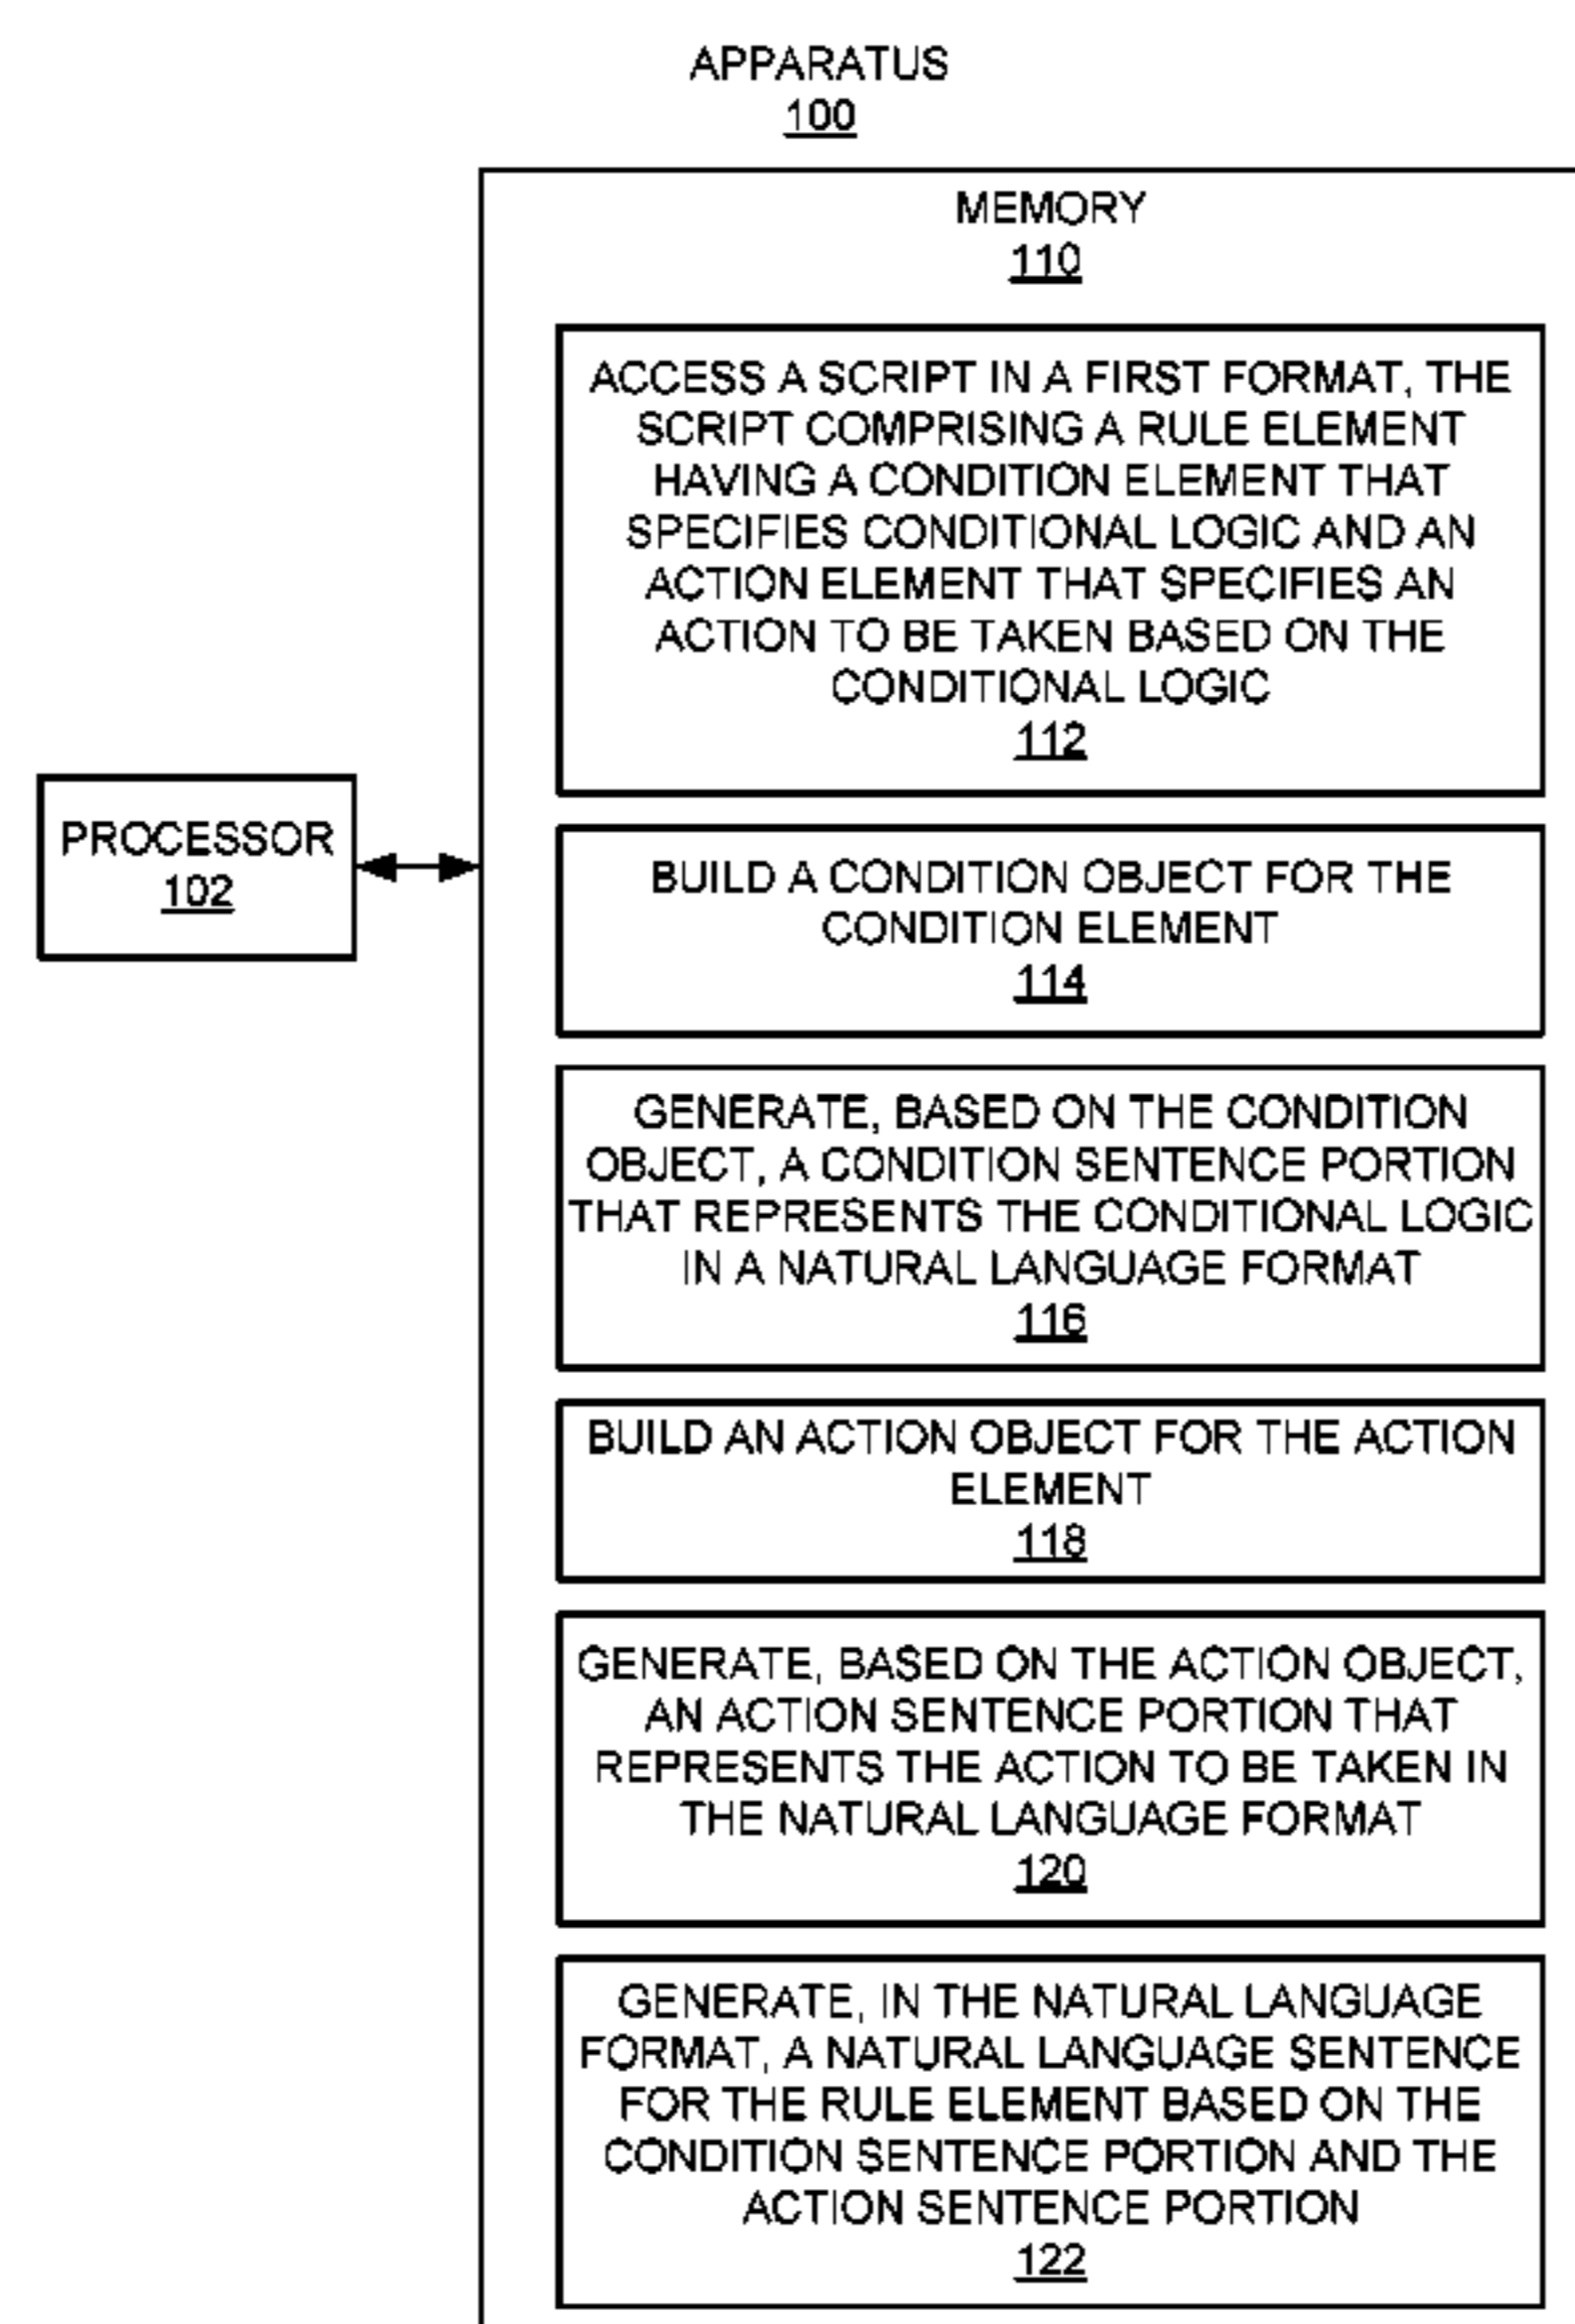 APPARATUS
100
MEMORY
110
ACCESS A SCRIPT IN A FIRST FORMAT, THE
SCRIPT COMPRISING A RULE ELEMENT
HAVING A CONDITION ELEMENT THAT
SPECIFIES CONDITIONAL LOGIC AND AN
ACTION ELEMENT THAT SPECIFIES AN
ACTION TO BE TAKEN BASED ON THE
CONDITIONAL LOGIC
112
PROCESSOR
102
BUILD A CONDITION OBJECT FOR THE
CONDITION ELEMENT
114
GENERATE, BASED ON THE CONDITION
OBJECT, A CONDITION SENTENCE PORTION
THAT REPRESENTS THE CONDITIONAL LOGIC
IN A NATURAL LANGUAGE FORMAT
116
BUILD AN ACTION OBJECT FOR THE ACTION
ELEMENT
118
GENERATE, BASED ON THE ACTION OBJECT,
AN ACTION SENTENCE PORTION THAT
REPRESENTS THE ACTION TO BE TAKEN IN
THE NATURAL LANGUAGE FORMAT
120
GENERATE, IN THE NATURAL LANGUAGE
FORMAT, A NATURAL LANGUAGE SENTENCE
FOR THE RULE ELEMENT BASED ON THE
CONDITION SENTENCE PORTION AND THE
ACTION SENTENCE PORTION
122